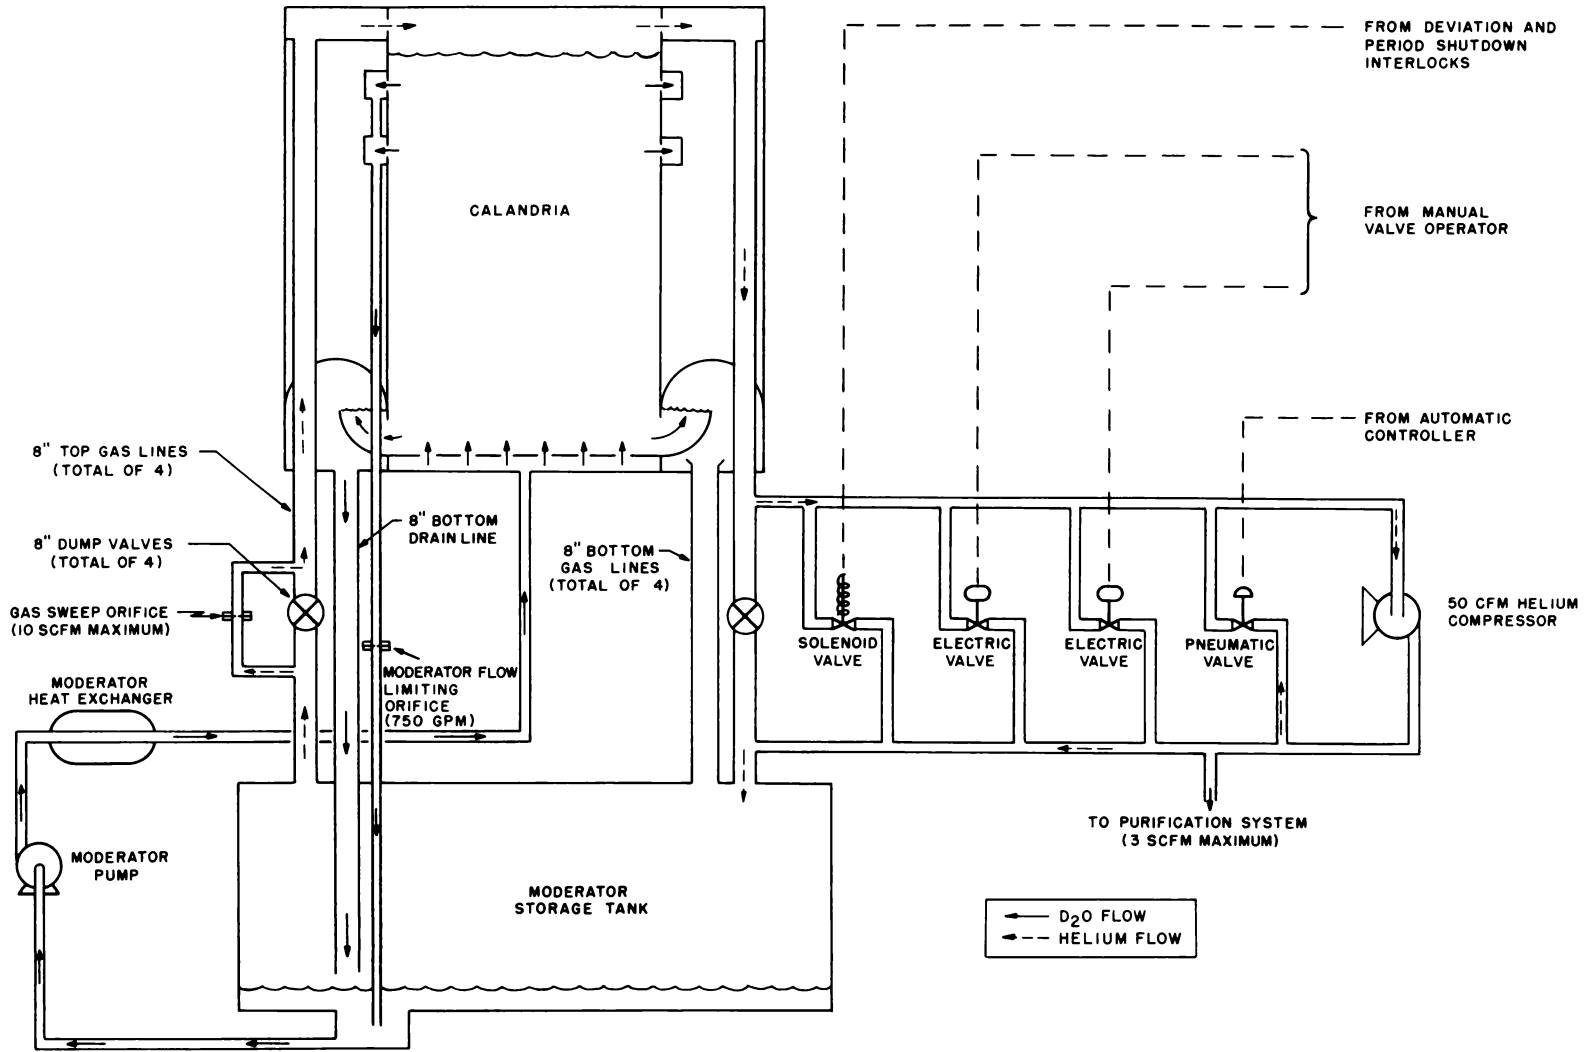 FROM DEVIATION AND
PERIOD SHUTDOWN
INTERLOCKS
FROM MANUAL
VALVE OPERATOR
CALANDRIA
FROM AUTOMATIC
CONTROLLER
8" TOP GAS LINES
(TOTAL OF 4)
8" DUMP VALVES
(TOTAL OF 4)
GAS SWEEP ORIFICE
(10 SCFM MAXIMUM)
MODERATOR
HEAT EXCHANGER
8" BOTTOM
DRAIN LINE
8" BOTTOM
GAS LINES
(TOTAL OF 4)
MODERATOR FLOW
LIMITING
ORIFICE
(750 GPM)
SOLENOID
VALVE
ELECTRIC
VALVE
ELECTRIC
VALVE
PNEUMATIC
VALVE
50 CFM HELIUM
COMPRESSOR
TO PURIFICATION SYSTEM
(3 SCFM MAXIMUM)
MODERATOR
PUMP
MODERATOR
STORAGE TANK
D₂O FLOW
HELIUM FLOW